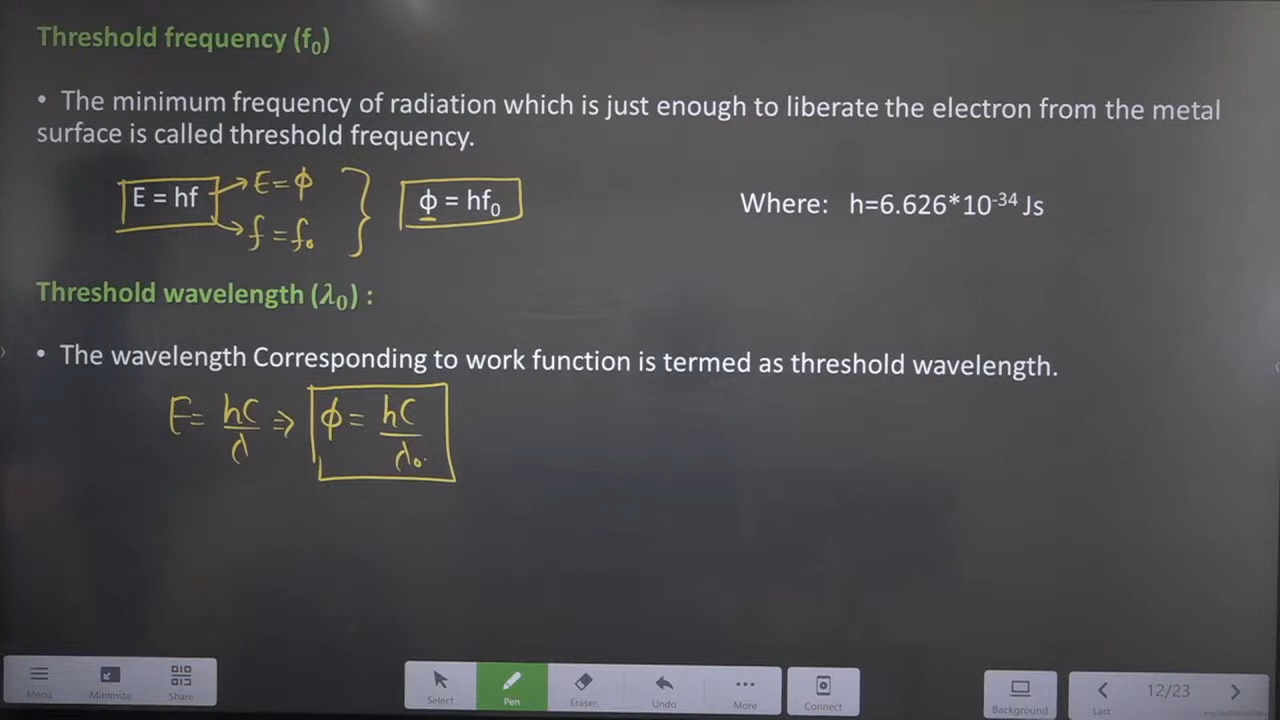 Threshold frequency (f₀)
• The minimum frequency of radiation which is just enough to liberate the electron from the metal
surface is called threshold frequency.
E = hf → E = ϕ
→ f = f₀
} ϕ = hf₀
Where: h=6.626*10⁻³⁴ Js
Threshold wavelength (λ₀) :
• The wavelength Corresponding to work function is termed as threshold wavelength.
E = hc/λ ⇒ ϕ = hc/λ₀
Menu
Minimize
Share
Select
Pen
Eraser
Undo
More
Connect
Background
Last
12/23